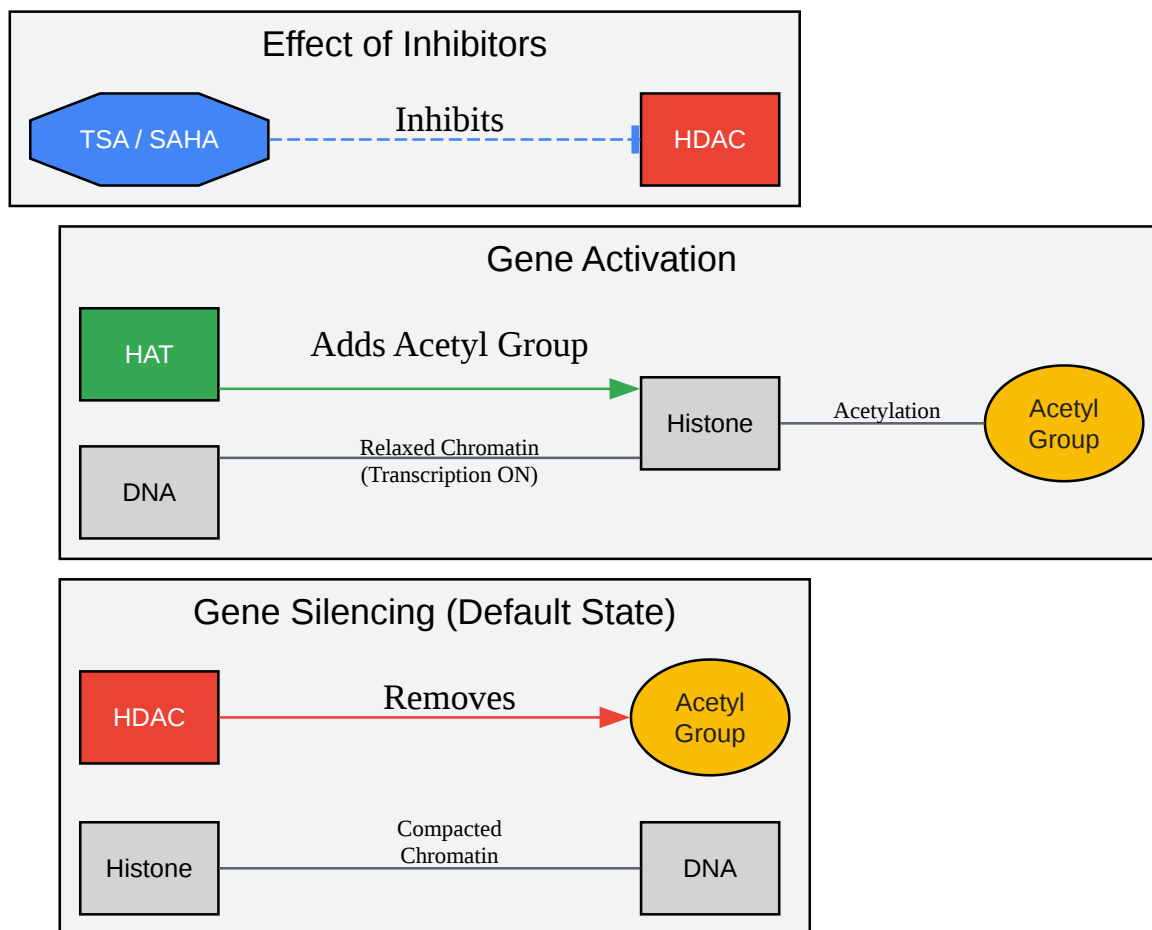 Effect of Inhibitors
TSA / SAHA
Inhibits
HDAC
Gene Activation
HAT
Adds Acetyl Group
DNA
Relaxed Chromatin
(Transcription ON)
Histone
Acetylation
Acetyl
Group
Gene Silencing (Default State)
HDAC
Removes
Acetyl
Group
Histone
Compacted
Chromatin
DNA